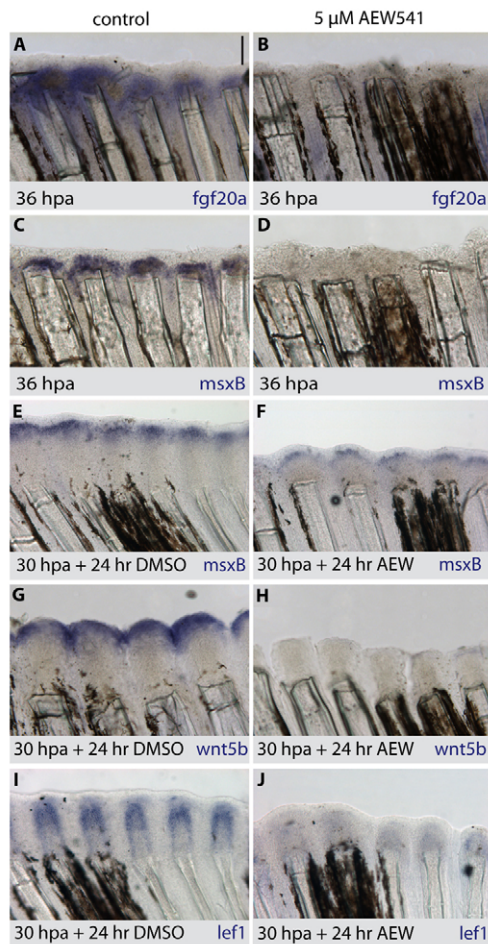 control 5 µM AEW541
A B
36 hpa fgf20a 36 hpa
C D
36 hpa msxB 36 hpa msxB
E F
30 hpa + 24 hr DMSO msxB 30 hpa + 24 hr AEW msxB
G H
30 hpa + 24 hr DMSO wnt5b 30 hpa + 24 hr AEW wnt5b
I J
30 hpa + 24 hr DMSO lef1 30 hpa + 24 hr AEW lef1